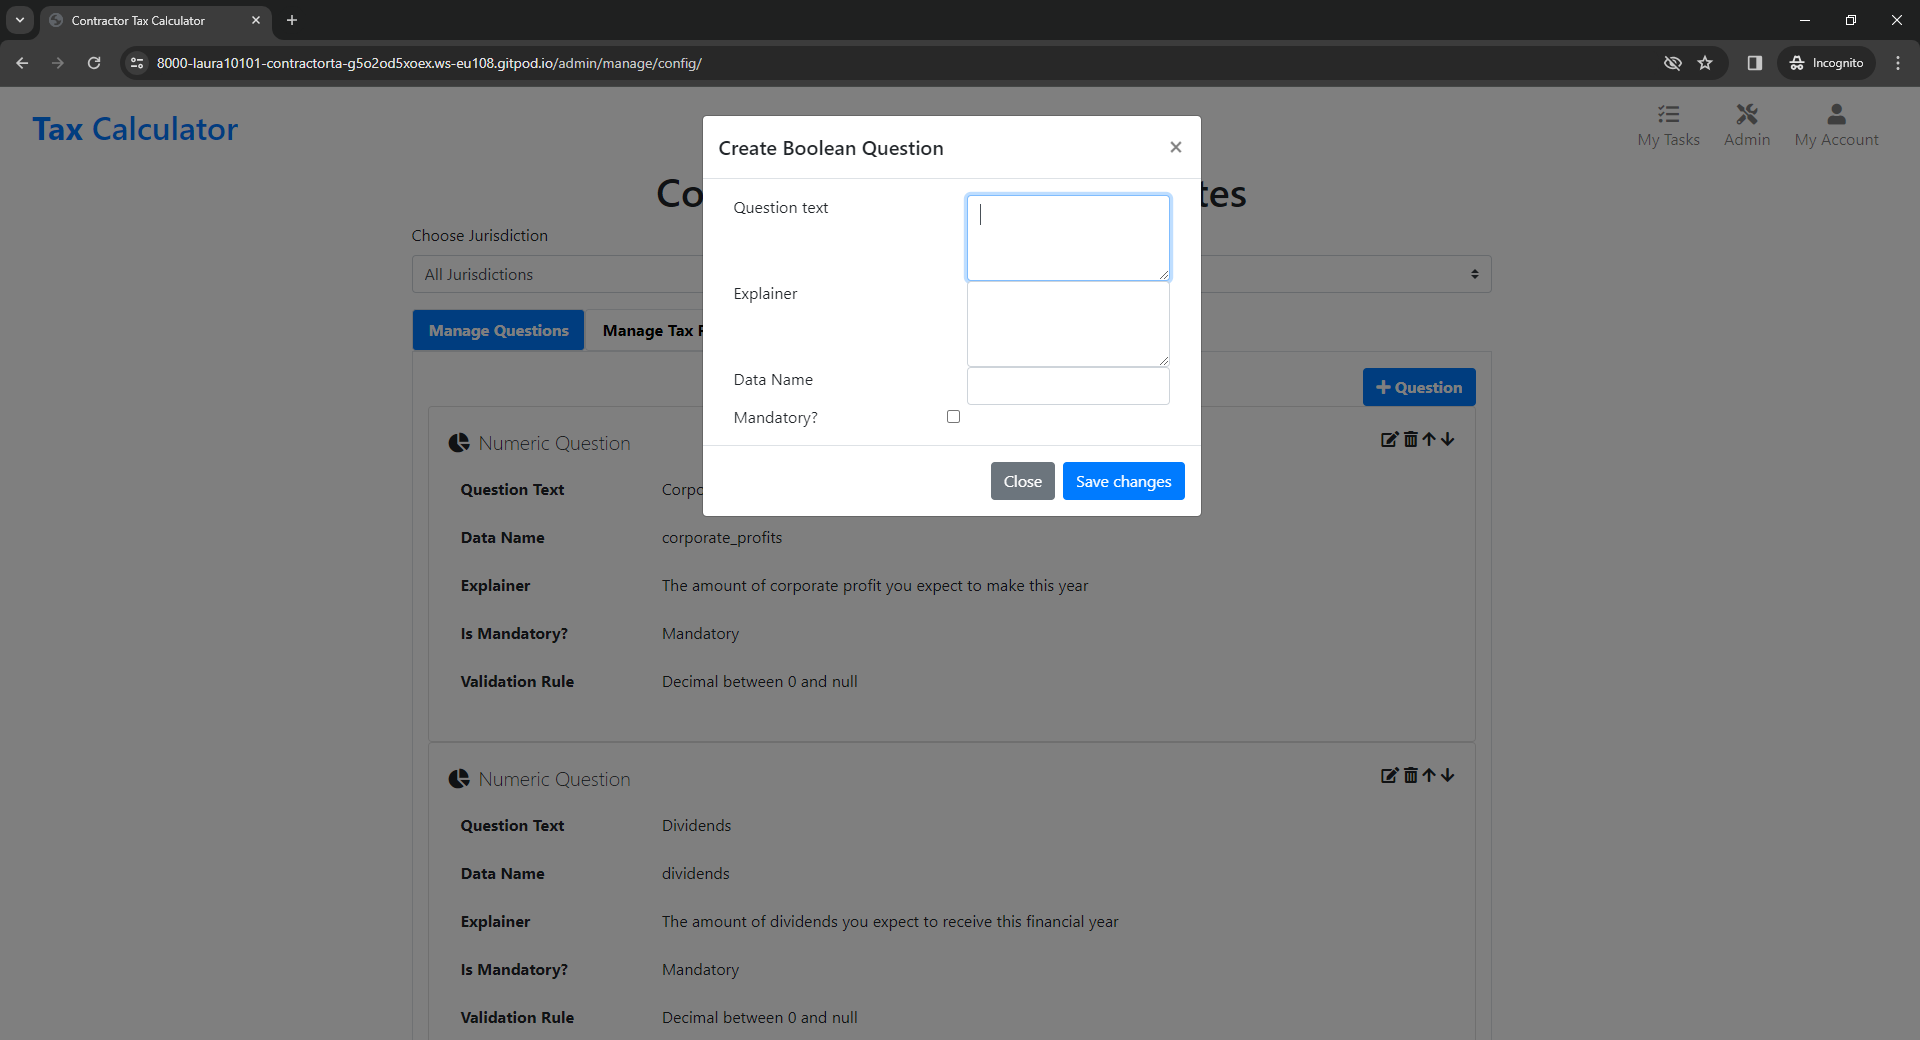 Contractor Tax Calculator
8000-laura10101-contractorta-g5o2od5xoex.ws-eu108.gitpod.io/admin/manage/config/
Incognito
Tax Calculator
My Tasks
Admin
My Account
Create Boolean Question
Question text
Explainer
Data Name
Mandatory?
Close
Save changes
Choose Jurisdiction
All Jurisdictions
Manage Questions
Manage Tax
Question
Numeric Question
Question Text
Data Name corporate_profits
Explainer The amount of corporate profit you expect to make this year
Is Mandatory? Mandatory
Validation Rule Decimal between 0 and null
Numeric Question
Question Text Dividends
Data Name dividends
Explainer The amount of dividends you expect to receive this financial year
Is Mandatory? Mandatory
Validation Rule Decimal between 0 and null